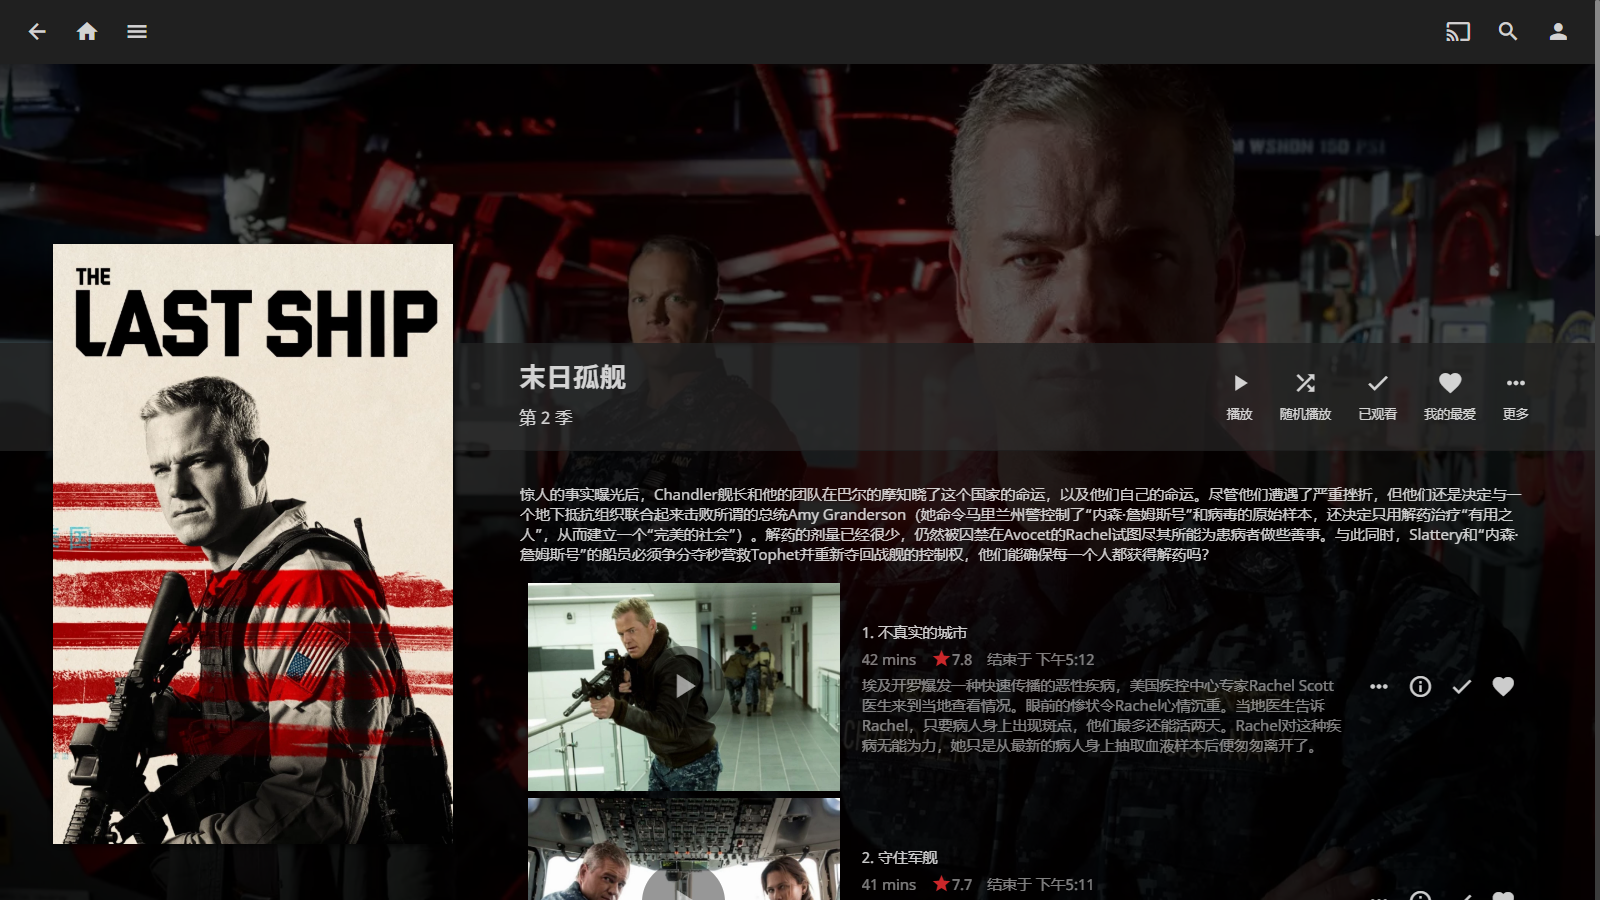 M WSHDN 150 PSI
THE
LAST SHIP
末日孤舰
第 2 季
播放
随机播放
已观看
我的最爱
更多
惊人的事实曝光后，Chandler舰长和他的团队在巴尔的摩知晓了这个国家的命运，以及他们自己的命运。尽管他们遭遇了严重挫折，但他们还是决定与一
个地下抵抗组织联合起来击败所谓的总统Amy Granderson（她命令马里兰州警控制了“内森·詹姆斯号”和病毒的原始样本，还决定只用解药治疗“有用之
人”，从而建立一个“完美的社会”）。解药的剂量已经很少，仍然被囚禁在Avocet的Rachel试图尽其所能为患病者做些善事。与此同时，Slattery和“内森·
詹姆斯号”的船员必须争分夺秒营救Tophet并重新夺回战舰的控制权，他们能确保每一个人都获得解药吗?
1. 不真实的城市
42 mins ★7.8 结束于 下午5:12
埃及开罗爆发一种快速传播的恶性疾病，美国疾控中心专家Rachel Scott
医生来到当地查看情况。眼前的惨状令Rachel心情沉重。当地医生告诉
Rachel，只要病人身上出现斑点，他们最多还能活两天。Rachel对这种疾
病无能为力，她只是从最新的病人身上抽取血液样本后便匆匆离开了。
2. 守住军舰
41 mins ★7.7 结束于 下午5:11